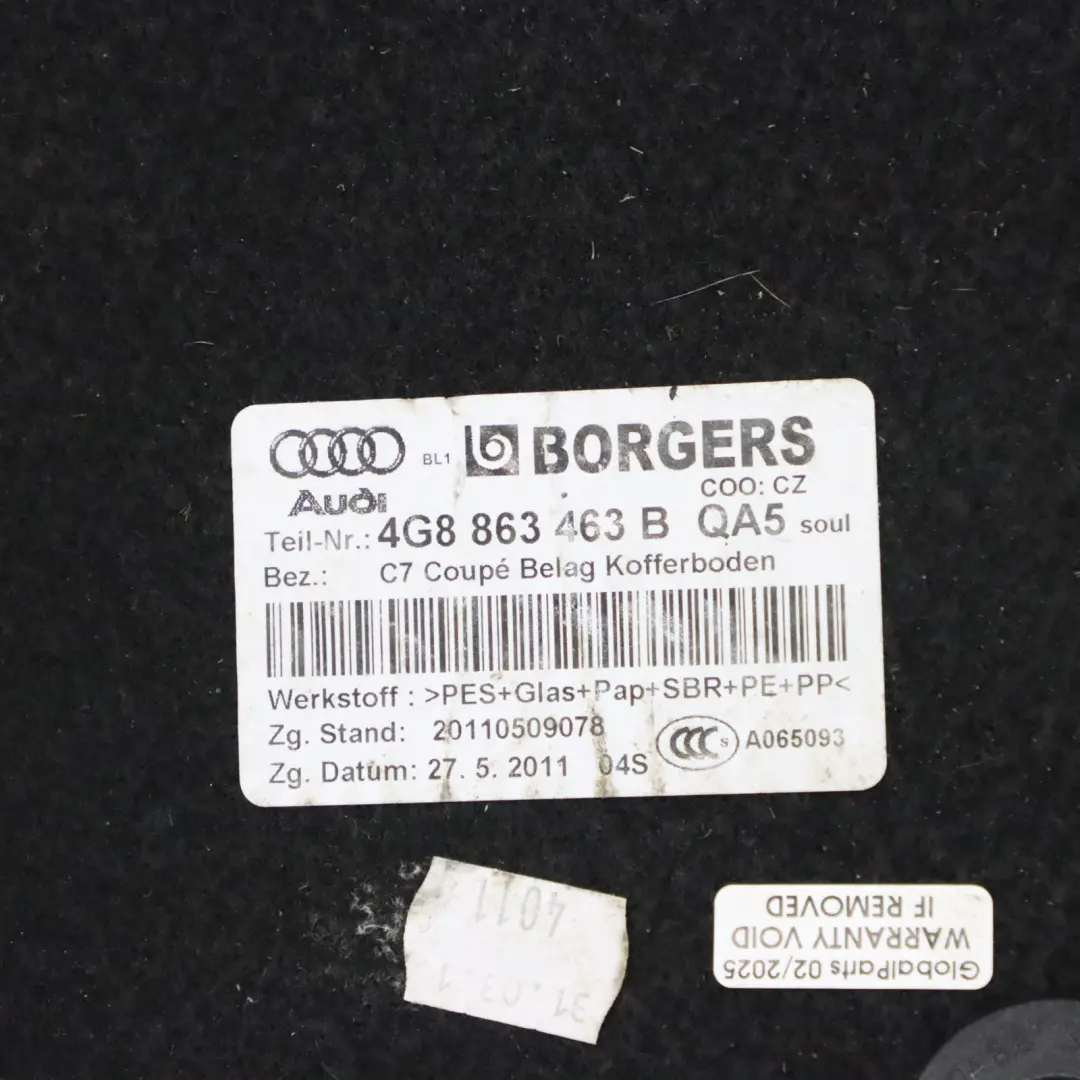 Audi
BL1
BORGERS
COO: CZ
Teil-Nr.: 4G8 863 463 B QA5 soul
Bez.: C7 Coupé Belag Kofferboden
Werkstoff : >PES+Glas+Pap+SBR+PE+PP<
Zg. Stand: 20110509078
CCC S A065093
Zg. Datum: 27. 5. 2011 04S
4011
GlobalParts 02/2025
WARRANTY VOID
IF REMOVED